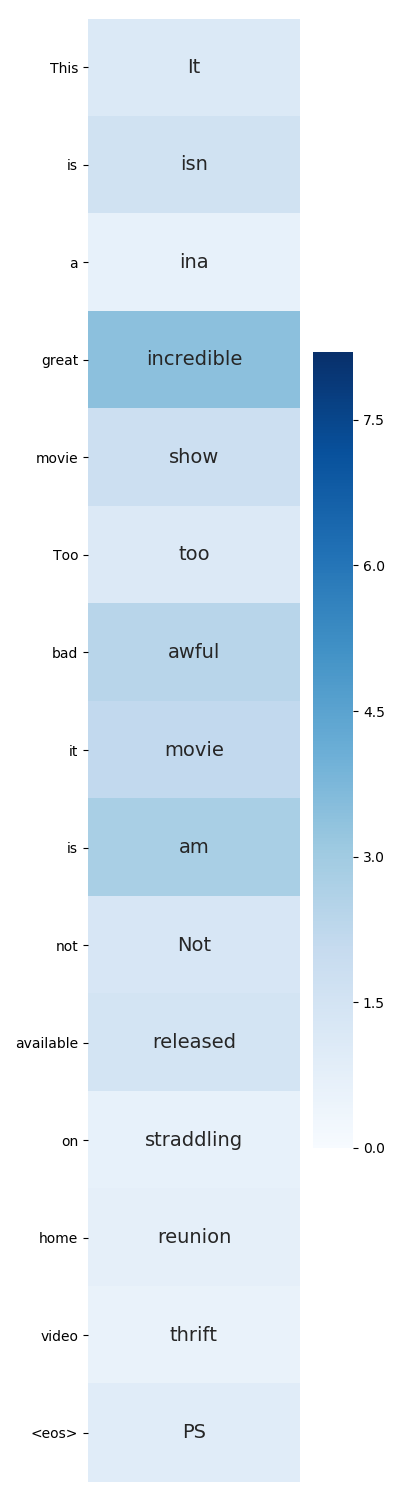 This It
is isn
a ina
great incredible
movie show
Too too
bad awful
it movie
is am
not Not
available released
on straddling
home reunion
video thrift
<eos> PS
7.5
6.0
4.5
3.0
1.5
0.0